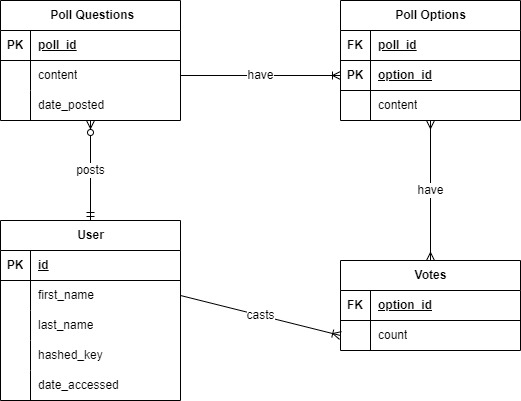 Poll Questions
PK poll_id
content
date_posted
Poll Options
FK poll_id
PK option_id
content
have
posts
have
User
PK id
first_name
last_name
hashed_key
date_accessed
casts
Votes
FK option_id
count